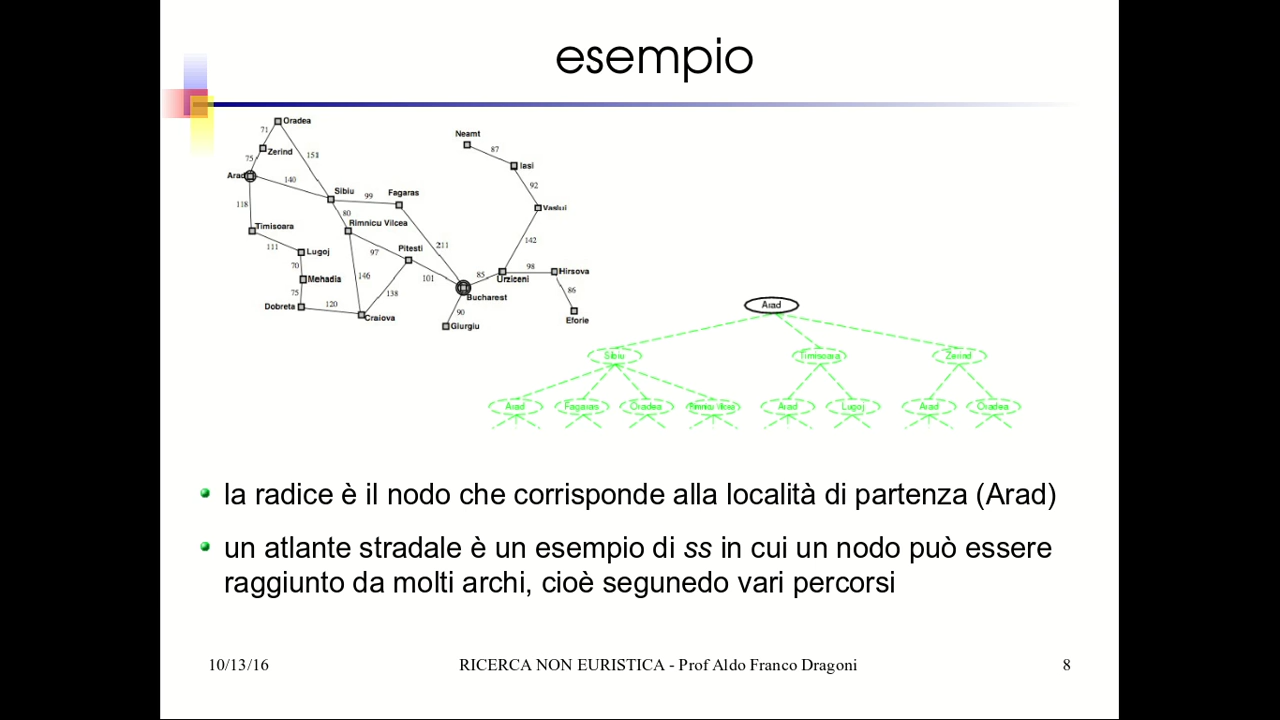 esempio
Oradea
71
Neamt
Zerind
87
75
151
Iasi
Arad
140
92
Sibiu
99
Fagaras
118
80
Vaslui
Timisoara
Rimnicu Vilcea
111
Lugoj
97
Pitesti
211
142
70
Mehadia
146
101
85
98
Hirsova
Urziceni
75
138
86
Dobreta
120
Bucharest
Craiova
90
Giurgiu
Eforie
Arad
Sibiu
Timisoara
Zerind
Arad
Fagaras
Oradea
Rimnicu Vilcea
Arad
Lugoj
Arad
Oradea
la radice è il nodo che corrisponde alla località di partenza (Arad)
un atlante stradale è un esempio di ss in cui un nodo può essere
raggiunto da molti archi, cioè segunedo vari percorsi
10/13/16
RICERCA NON EURISTICA - Prof Aldo Franco Dragoni
8